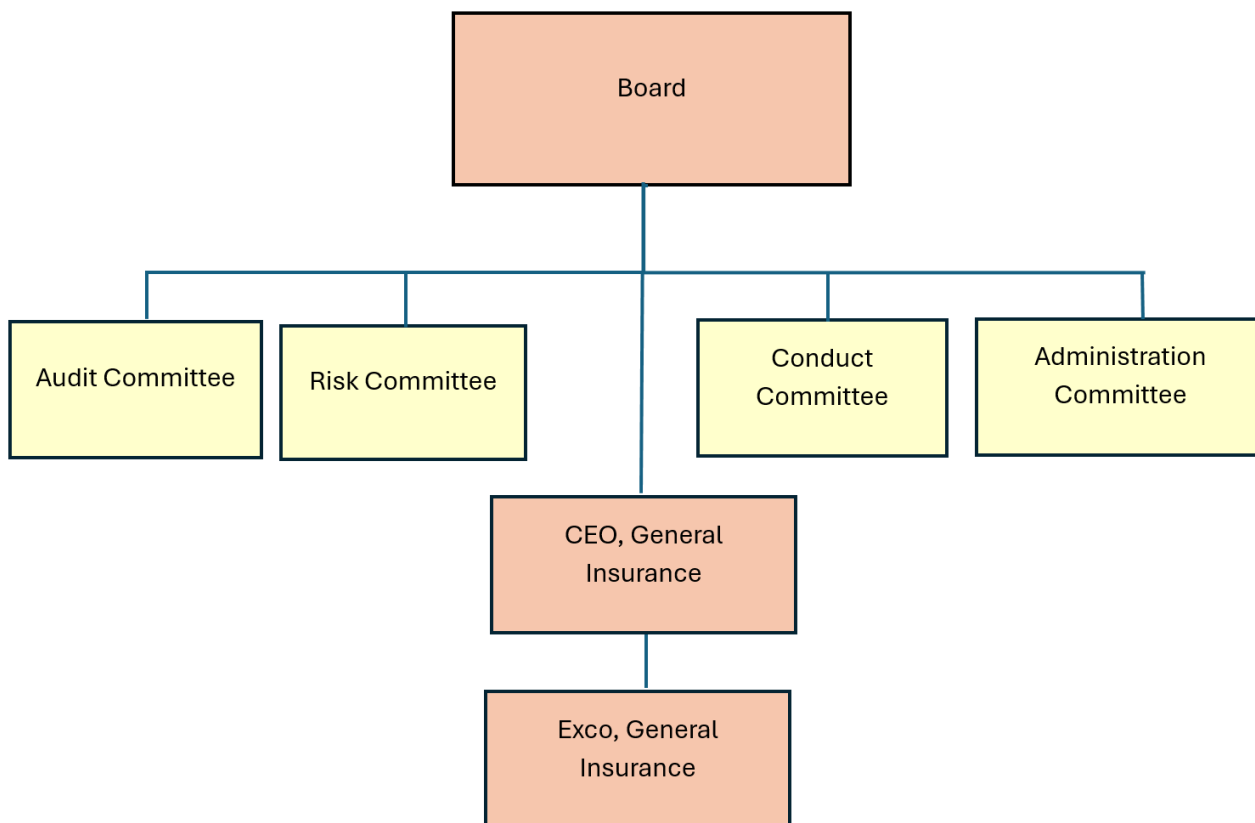 Board
Audit Committee
Risk Committee
Conduct
Committee
Administration
Committee
CEO, General
Insurance
Exco, General
Insurance